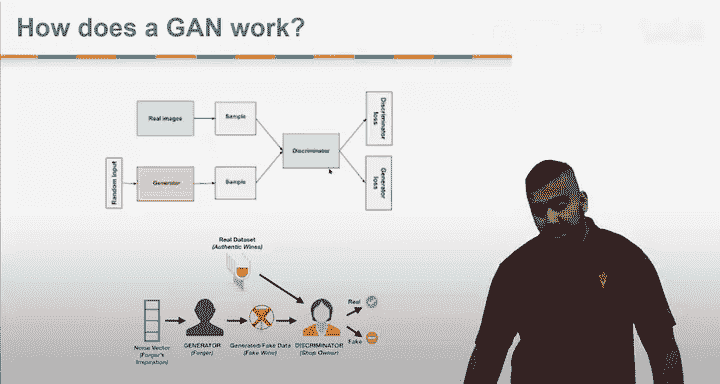 How does a GAN work?
Real images
Sample
Discriminator
Discriminator
loss
Generator
loss
Random input
Generator
Sample
Real Dataset
(Authentic Wines)
Real
Fake
Noise Vector
(Forger's
Inspiration)
GENERATOR
(Forger)
Generated Fake Data
(Fake Wine)
DISCRIMINATOR
(Shop Owner)